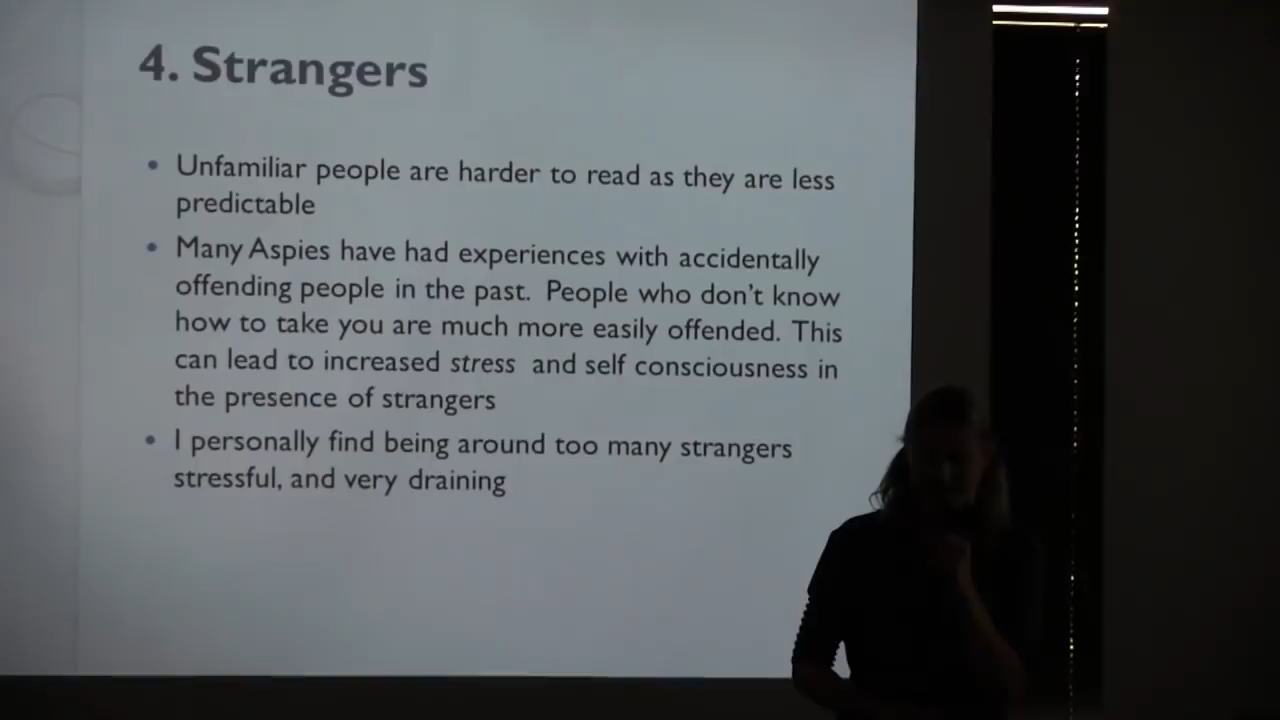 4. Strangers
• Unfamiliar people are harder to read as they are less
predictable
• Many Aspies have had experiences with accidentally
offending people in the past.  People who don't know
how to take you are much more easily offended.  This
can lead to increased stress  and self consciousness in
the presence of strangers
• I personally find being around too many strangers
stressful, and very draining